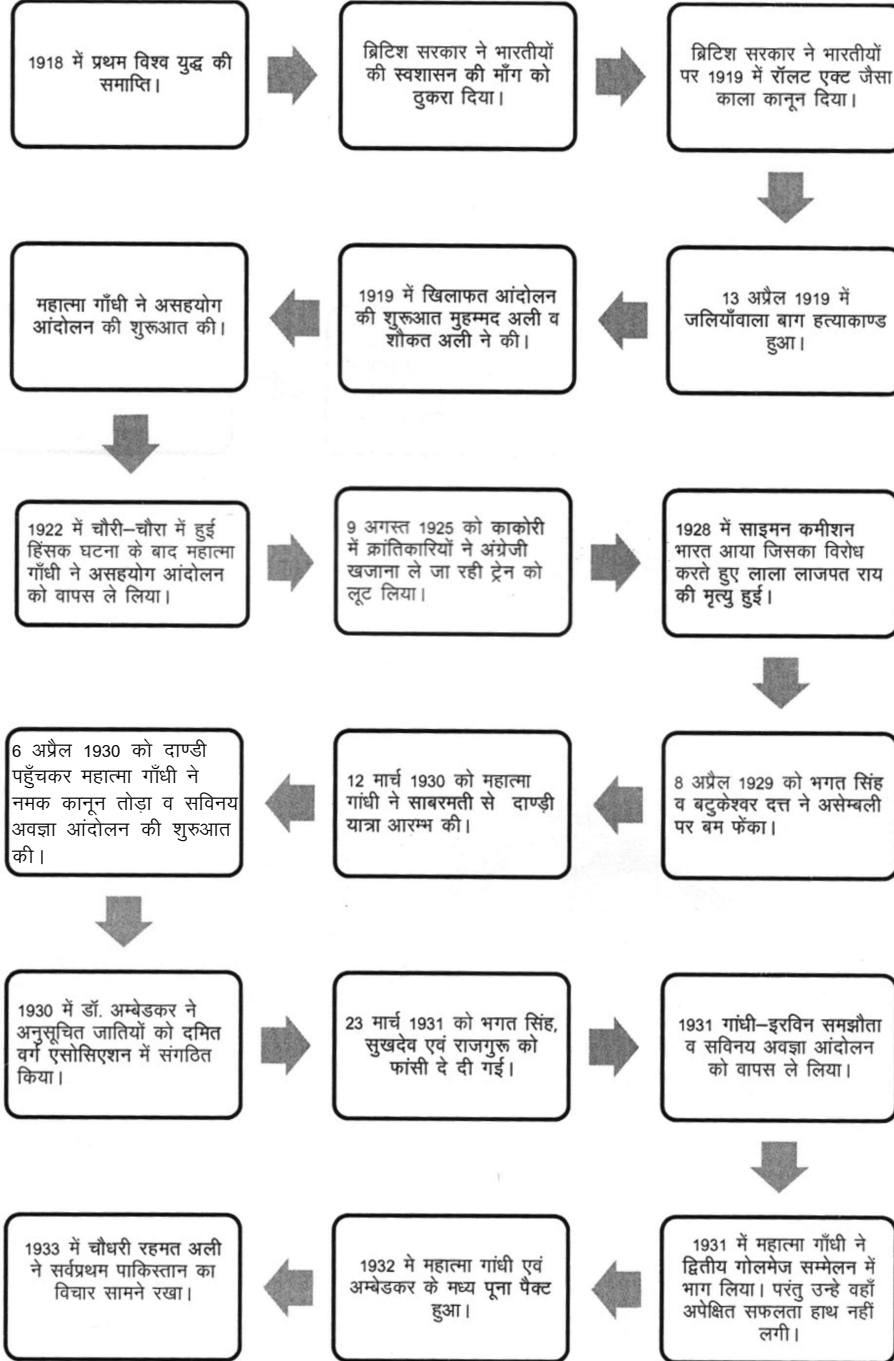 1918 में प्रथम विश्व युद्ध की
समाप्ति।
ब्रिटिश सरकार ने भारतीयों
की स्वशासन की माँग को
ठुकरा दिया।
ब्रिटिश सरकार ने भारतीयों
पर 1919 में रॉलट एक्ट जैसा
काला कानून दिया।
13 अप्रैल 1919 में
जलियाँवाला बाग हत्याकाण्ड
हुआ।
1919 में खिलाफत आंदोलन
की शुरूआत मुहम्मद अली व
शौकत अली ने की।
महात्मा गाँधी ने असहयोग
आंदोलन की शुरूआत की।
1922 में चौरी–चौरा में हुई
हिंसक घटना के बाद महात्मा
गाँधी ने असहयोग आंदोलन
को वापस ले लिया।
9 अगस्त 1925 को काकोरी
में क्रांतिकारियों ने अंग्रेजी
खजाना ले जा रही ट्रेन को
लूट लिया।
1928 में साइमन कमीशन
भारत आया जिसका विरोध
करते हुए लाला लाजपत राय
की मृत्यु हुई।
8 अप्रैल 1929 को भगत सिंह
व बटुकेश्वर दत्त ने असेम्बली
पर बम फेंका।
12 मार्च 1930 को महात्मा
गांधी ने साबरमती से दाण्ड़ी
यात्रा आरम्भ की।
6 अप्रैल 1930 को दाण्डी
पहुँचकर महात्मा गाँधी ने
नमक कानून तोड़ा व सविनय
अवज्ञा आंदोलन की शुरुआत
की।
1930 में डॉ. अम्बेडकर ने
अनुसूचित जातियों को दमित
वर्ग एसोसिएशन में संगठित
किया।
23 मार्च 1931 को भगत सिंह,
सुखदेव एवं राजगुरू को
फांसी दे दी गई।
1931 गांधी–इरविन समझौता
व सविनय अवज्ञा आंदोलन
को वापस ले लिया।
1931 में महात्मा गाँधी ने
द्वितीय गोलमेज सम्मेलन में
भाग लिया। परंतु उन्हे वहाँ
अपेक्षित सफलता हाथ नहीं
लगी।
1932 मे महात्मा गांधी एवं
अम्बेडकर के मध्य पूना पैक्ट
हुआ।
1933 में चौधरी रहमत अली
ने सर्वप्रथम पाकिस्तान का
विचार सामने रखा।